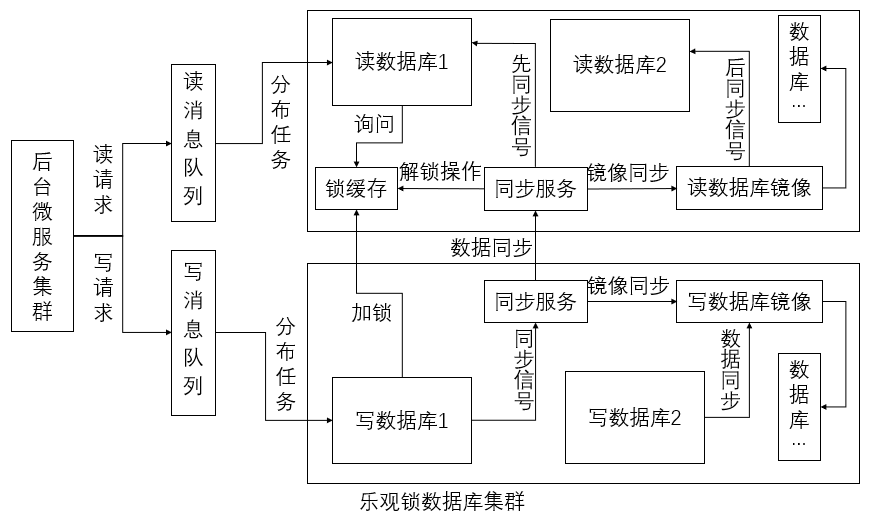 后台微服务集群
读请求
写请求
读消息队列
写消息队列
分布任务
分布任务
读数据库1
读数据库2
数据库...
先同步信号
后同步信号
询问
锁缓存
解锁操作
同步服务
镜像同步
读数据库镜像
数据同步
同步服务
镜像同步
写数据库镜像
加锁
同步信号
数据同步
写数据库1
写数据库2
数据库...
乐观锁数据库集群